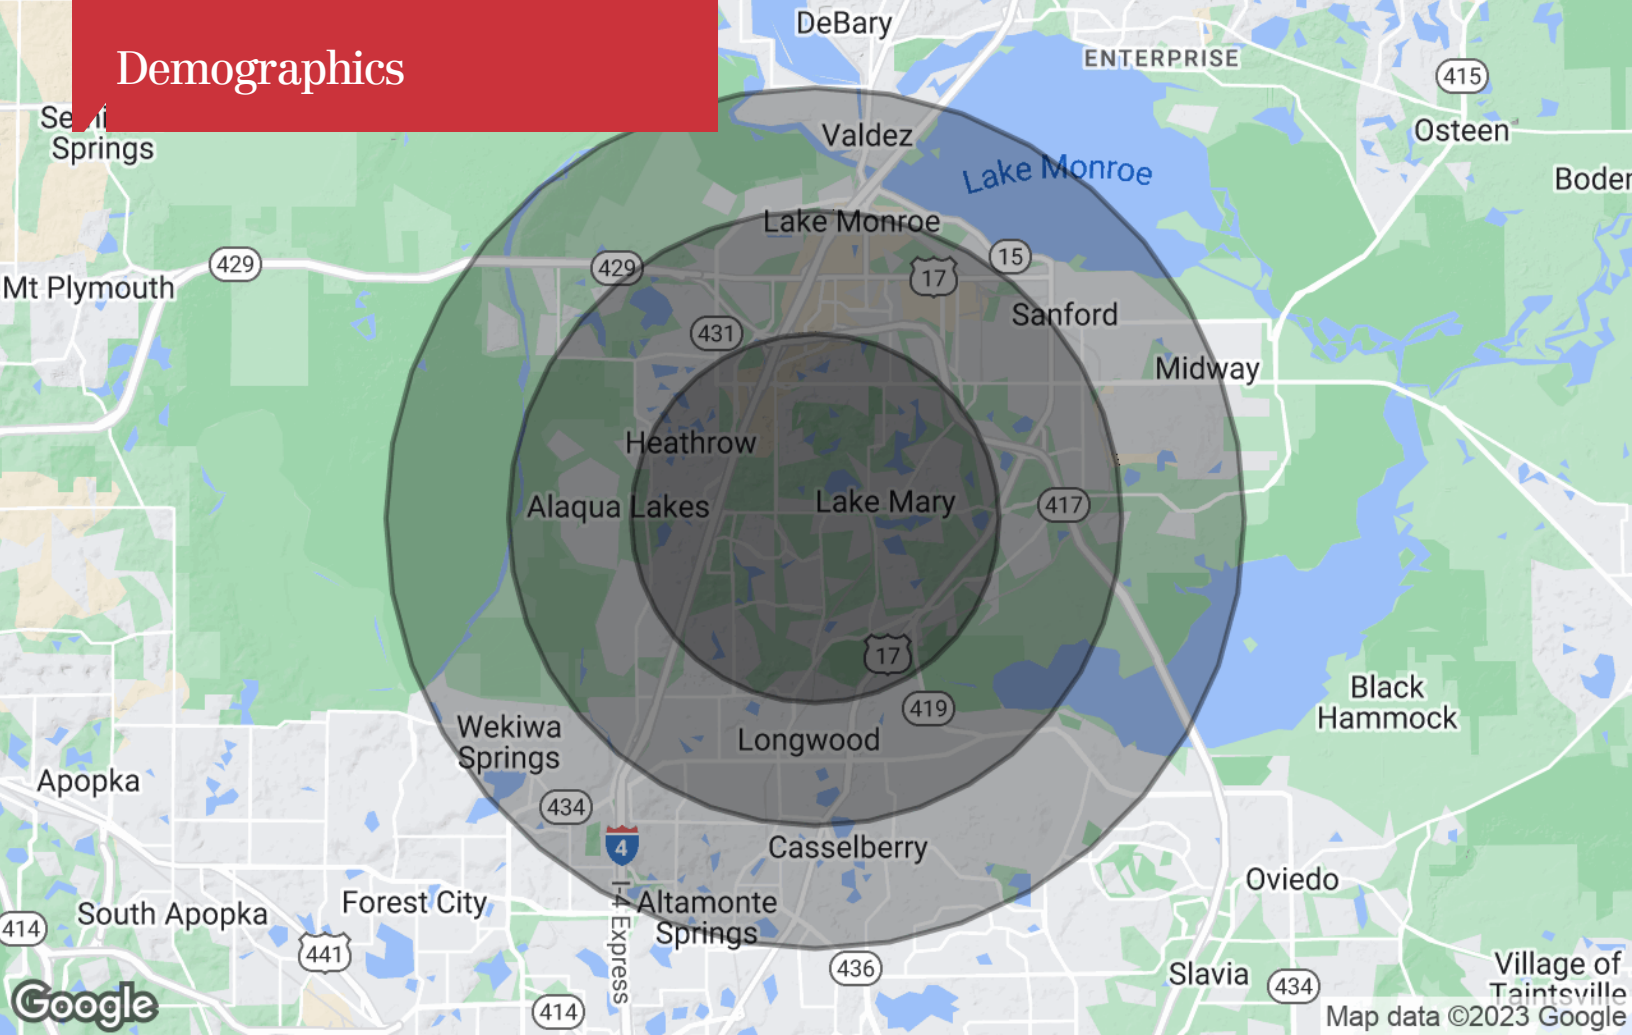 Demographics
DeBary
ENTERPRISE
415
Osteen
Springs
Valdez
Lake Monroe
Lake Monroe
429
429
15
17
Mt Plymouth
431
Sanford
Midway
Heathrow
Alaqua Lakes
Lake Mary
417
17
419
Black
Hammock
Wekiwa
Springs
Longwood
Apopka
434
4
Casselberry
Oviedo
I-4 Express
Forest City
Altamonte
Springs
South Apopka
414
441
436
Slavia
434
Village of
Taintsville
Google
414
Map data ©2023 Google